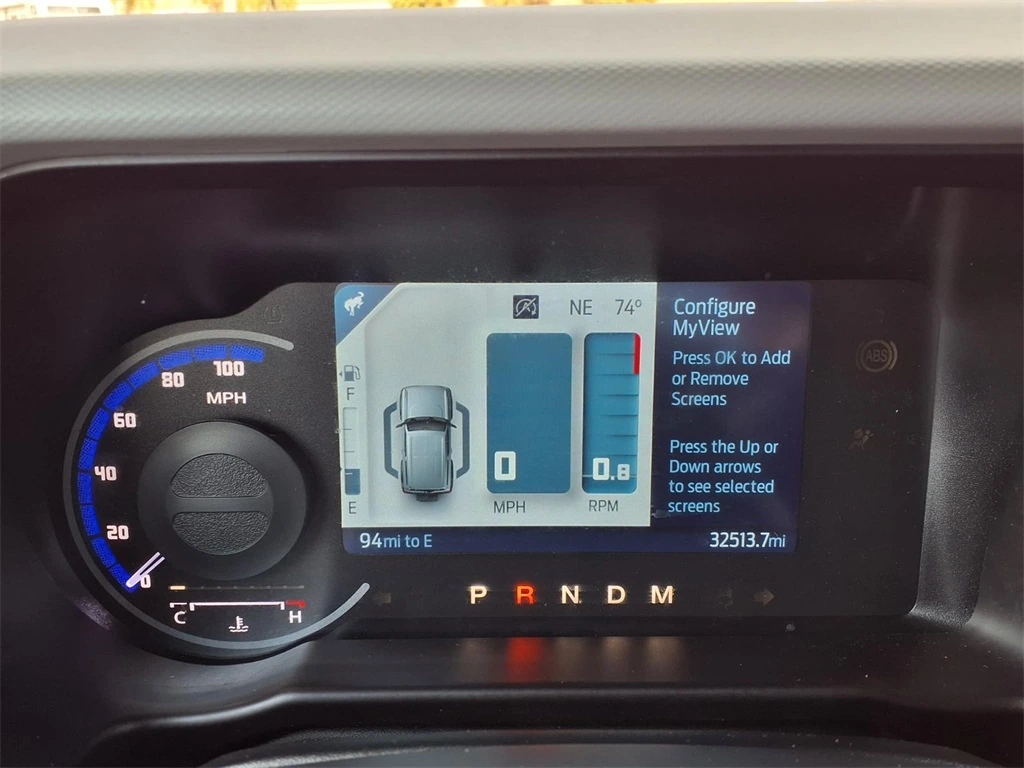 100
80
MPH
60
40
20
0
C
H
NE 74°
F
E
0
0.8
MPH
RPM
Configure
MyView
Press OK to Add
or Remove
Screens
Press the Up or
Down arrows
to see selected
screens
94mi to E
32513.7mi
P R N D M
ABS